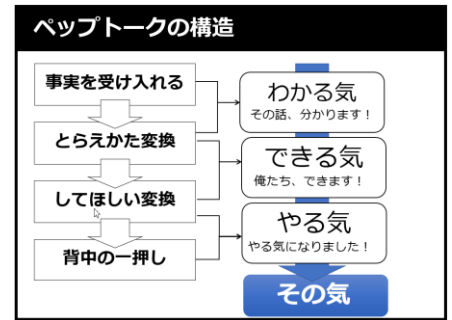 ペップトークの構造
事実を受け入れる
とらえかた変換
してほしい変換
背中の一押し
わかる気
その話、分かります！
できる気
俺たち、できます！
やる気
やる気になりました！
その気